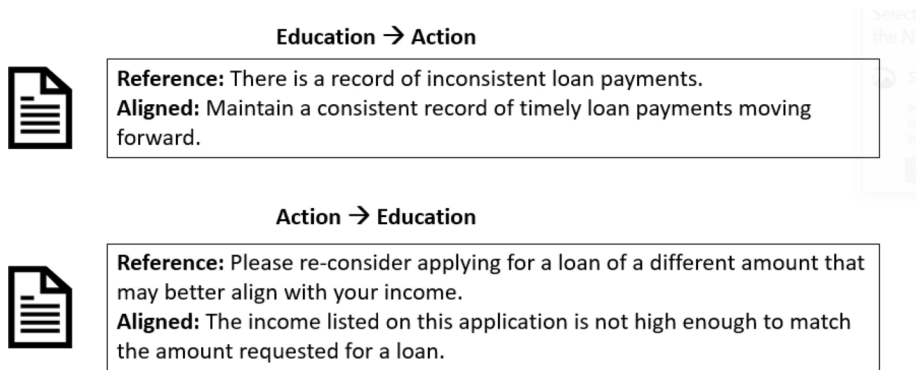 Education → Action
Reference: There is a record of inconsistent loan payments.
Aligned: Maintain a consistent record of timely loan payments moving
forward.
Action → Education
Reference: Please re-consider applying for a loan of a different amount that
may better align with your income.
Aligned: The income listed on this application is not high enough to match
the amount requested for a loan.